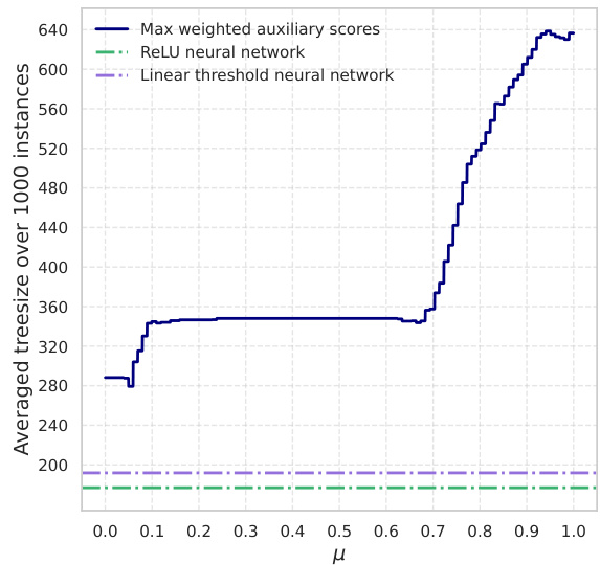 Max weighted auxiliary scores
ReLU neural network
Linear threshold neural network
Averaged treesize over 1000 instances
640
600
560
520
480
440
400
360
320
280
240
200
0.0 0.1 0.2 0.3 0.4 0.5 0.6 0.7 0.8 0.9 1.0
μ